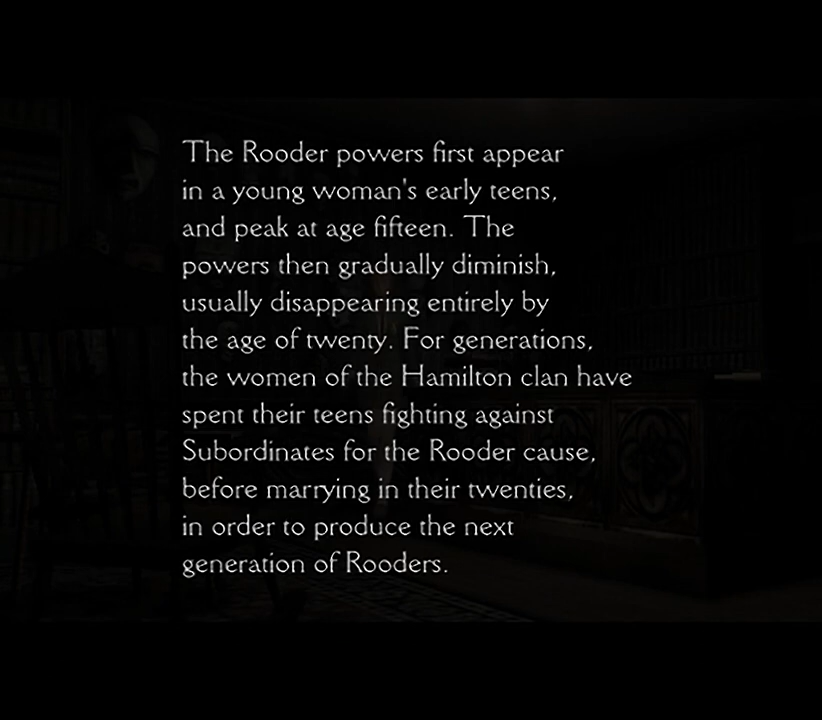 The Rooder powers first appear
in a young woman's early teens,
and peak at age fifteen. The
powers then gradually diminish,
usually disappearing entirely by
the age of twenty. For generations,
the women of the Hamilton clan have
spent their teens fighting against
Subordinates for the Rooder cause,
before marrying in their twenties,
in order to produce the next
generation of Rooders.